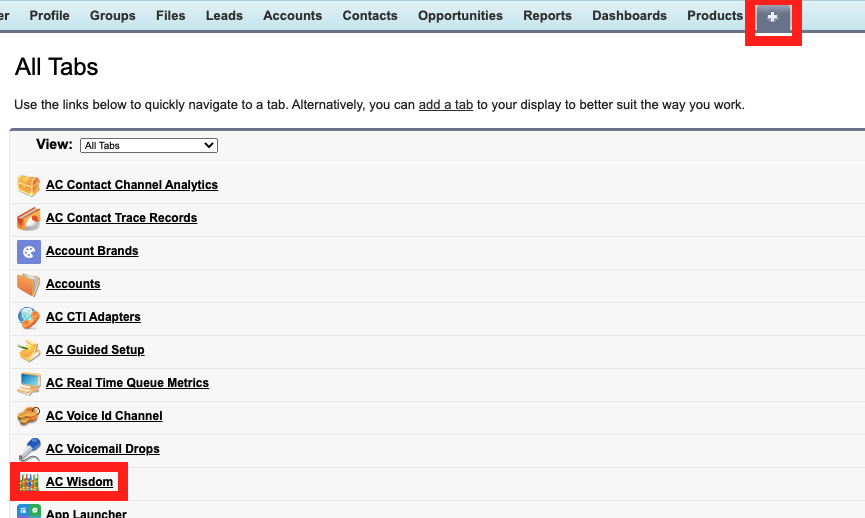 er Profile Groups Files Leads Accounts Contacts Opportunities Reports Dashboards Products +
All Tabs
Use the links below to quickly navigate to a tab. Alternatively, you can add a tab to your display to better suit the way you work.
View: All Tabs
AC Contact Channel Analytics
AC Contact Trace Records
Account Brands
Accounts
AC CTI Adapters
AC Guided Setup
AC Real Time Queue Metrics
AC Voice Id Channel
AC Voicemail Drops
AC Wisdom
App Launcher